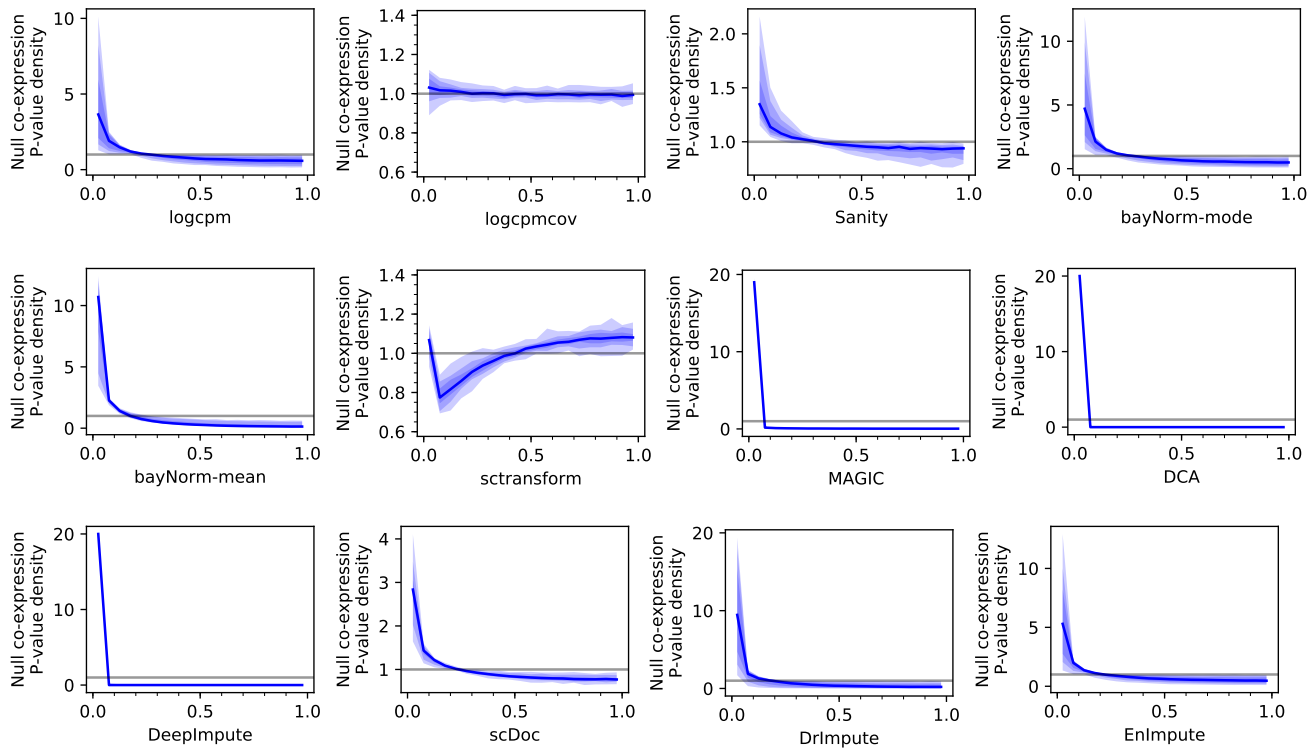 Null co-expression
P-value density
10
5
0
0.0 0.5 1.0
logcpm
Null co-expression
P-value density
1.4
1.2
1.0
0.8
0.6
0.0 0.5 1.0
logcpmcov
Null co-expression
P-value density
2.0
1.5
1.0
0.0 0.5 1.0
Sanity
Null co-expression
P-value density
10
5
0
0.0 0.5 1.0
bayNorm-mode
Null co-expression
P-value density
10
5
0
0.0 0.5 1.0
bayNorm-mean
Null co-expression
P-value density
1.4
1.2
1.0
0.8
0.6
0.0 0.5 1.0
sctransform
Null co-expression
P-value density
20
10
0
0.0 0.5 1.0
MAGIC
Null co-expression
P-value density
20
10
0
0.0 0.5 1.0
DCA
Null co-expression
P-value density
20
10
0
0.0 0.5 1.0
DeepImpute
Null co-expression
P-value density
4
3
2
1
0.0 0.5 1.0
scDoc
Null co-expression
P-value density
20
10
0
0.0 0.5 1.0
DrImpute
Null co-expression
P-value density
10
5
0
0.0 0.5 1.0
EnImpute